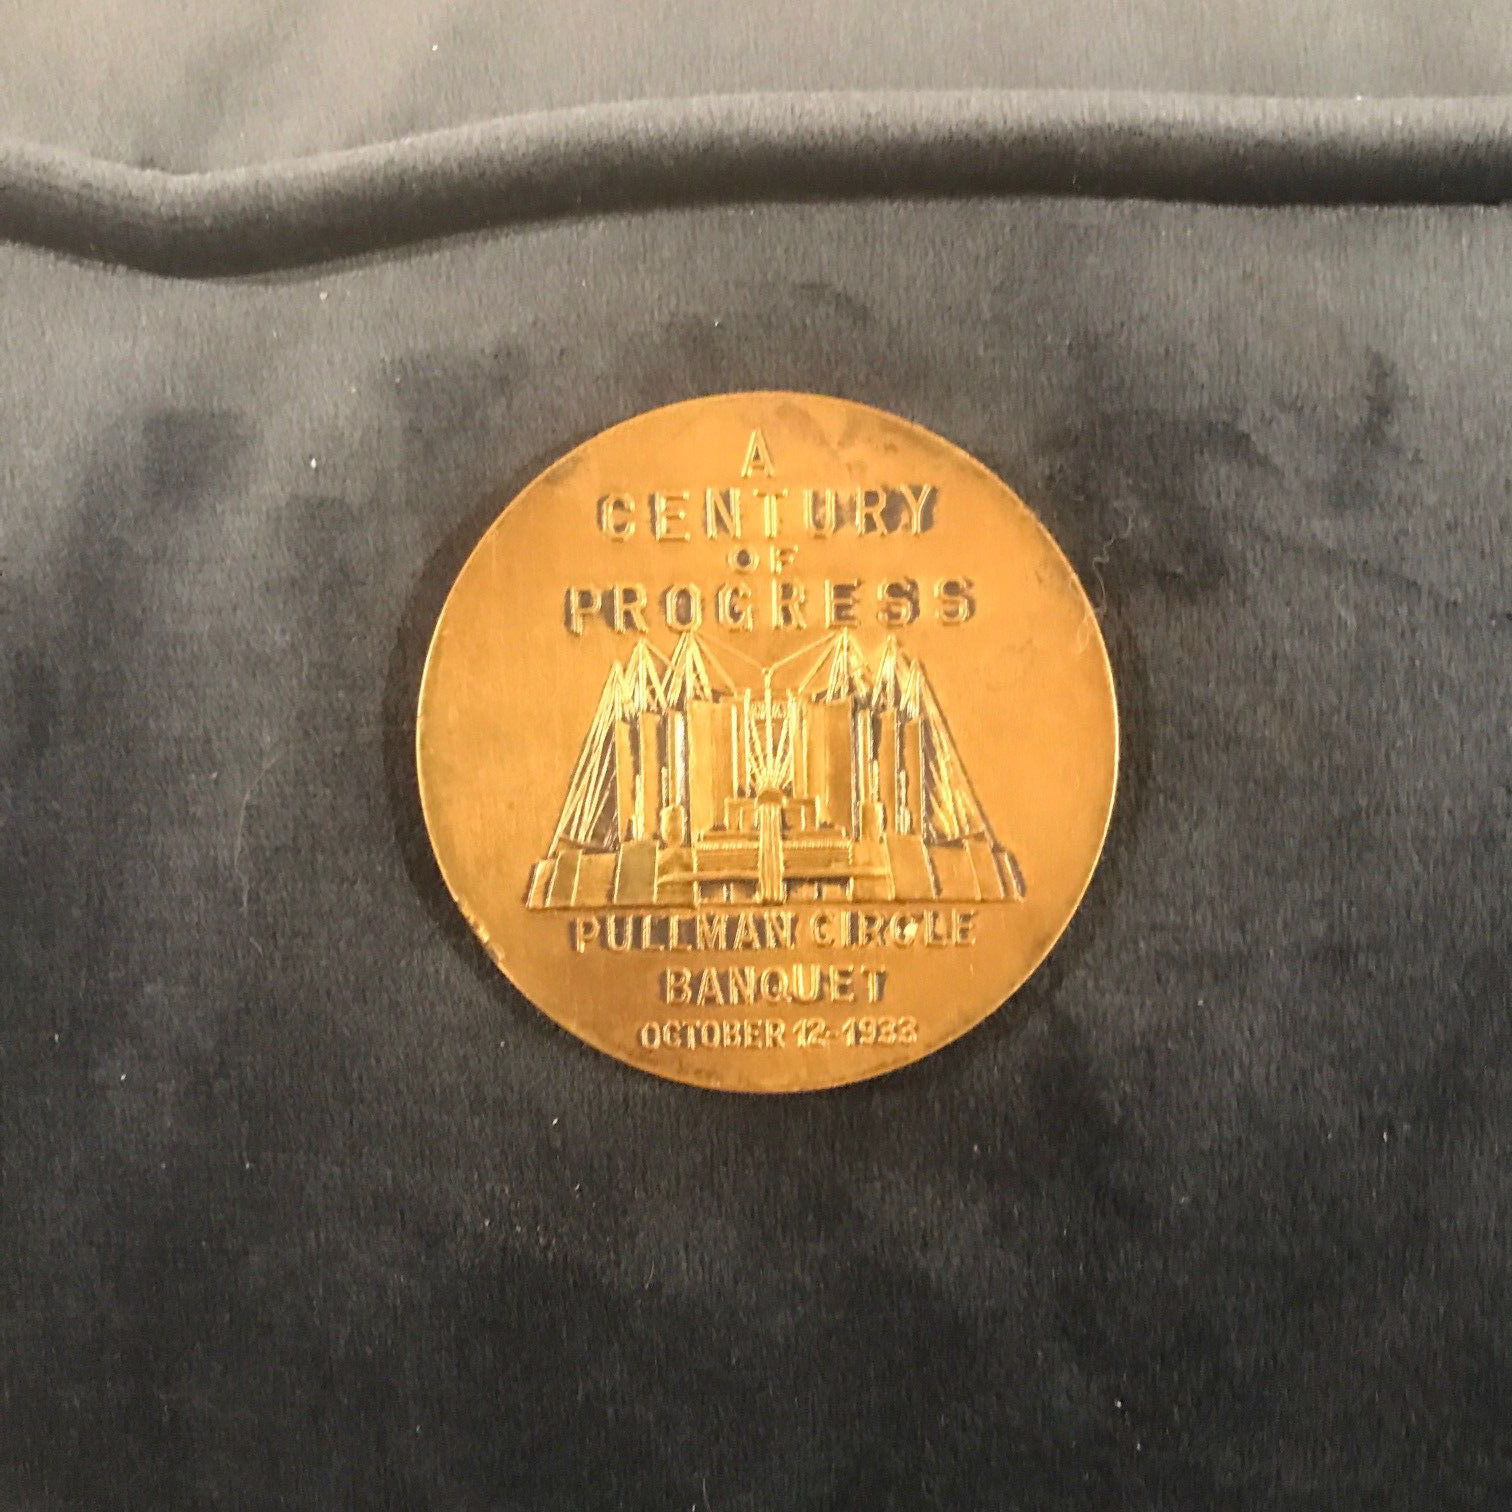 A
CENTURY
OF
PROGRESS
PULLMAN CIRCLE
BANQUET
OCTOBER 12-1933